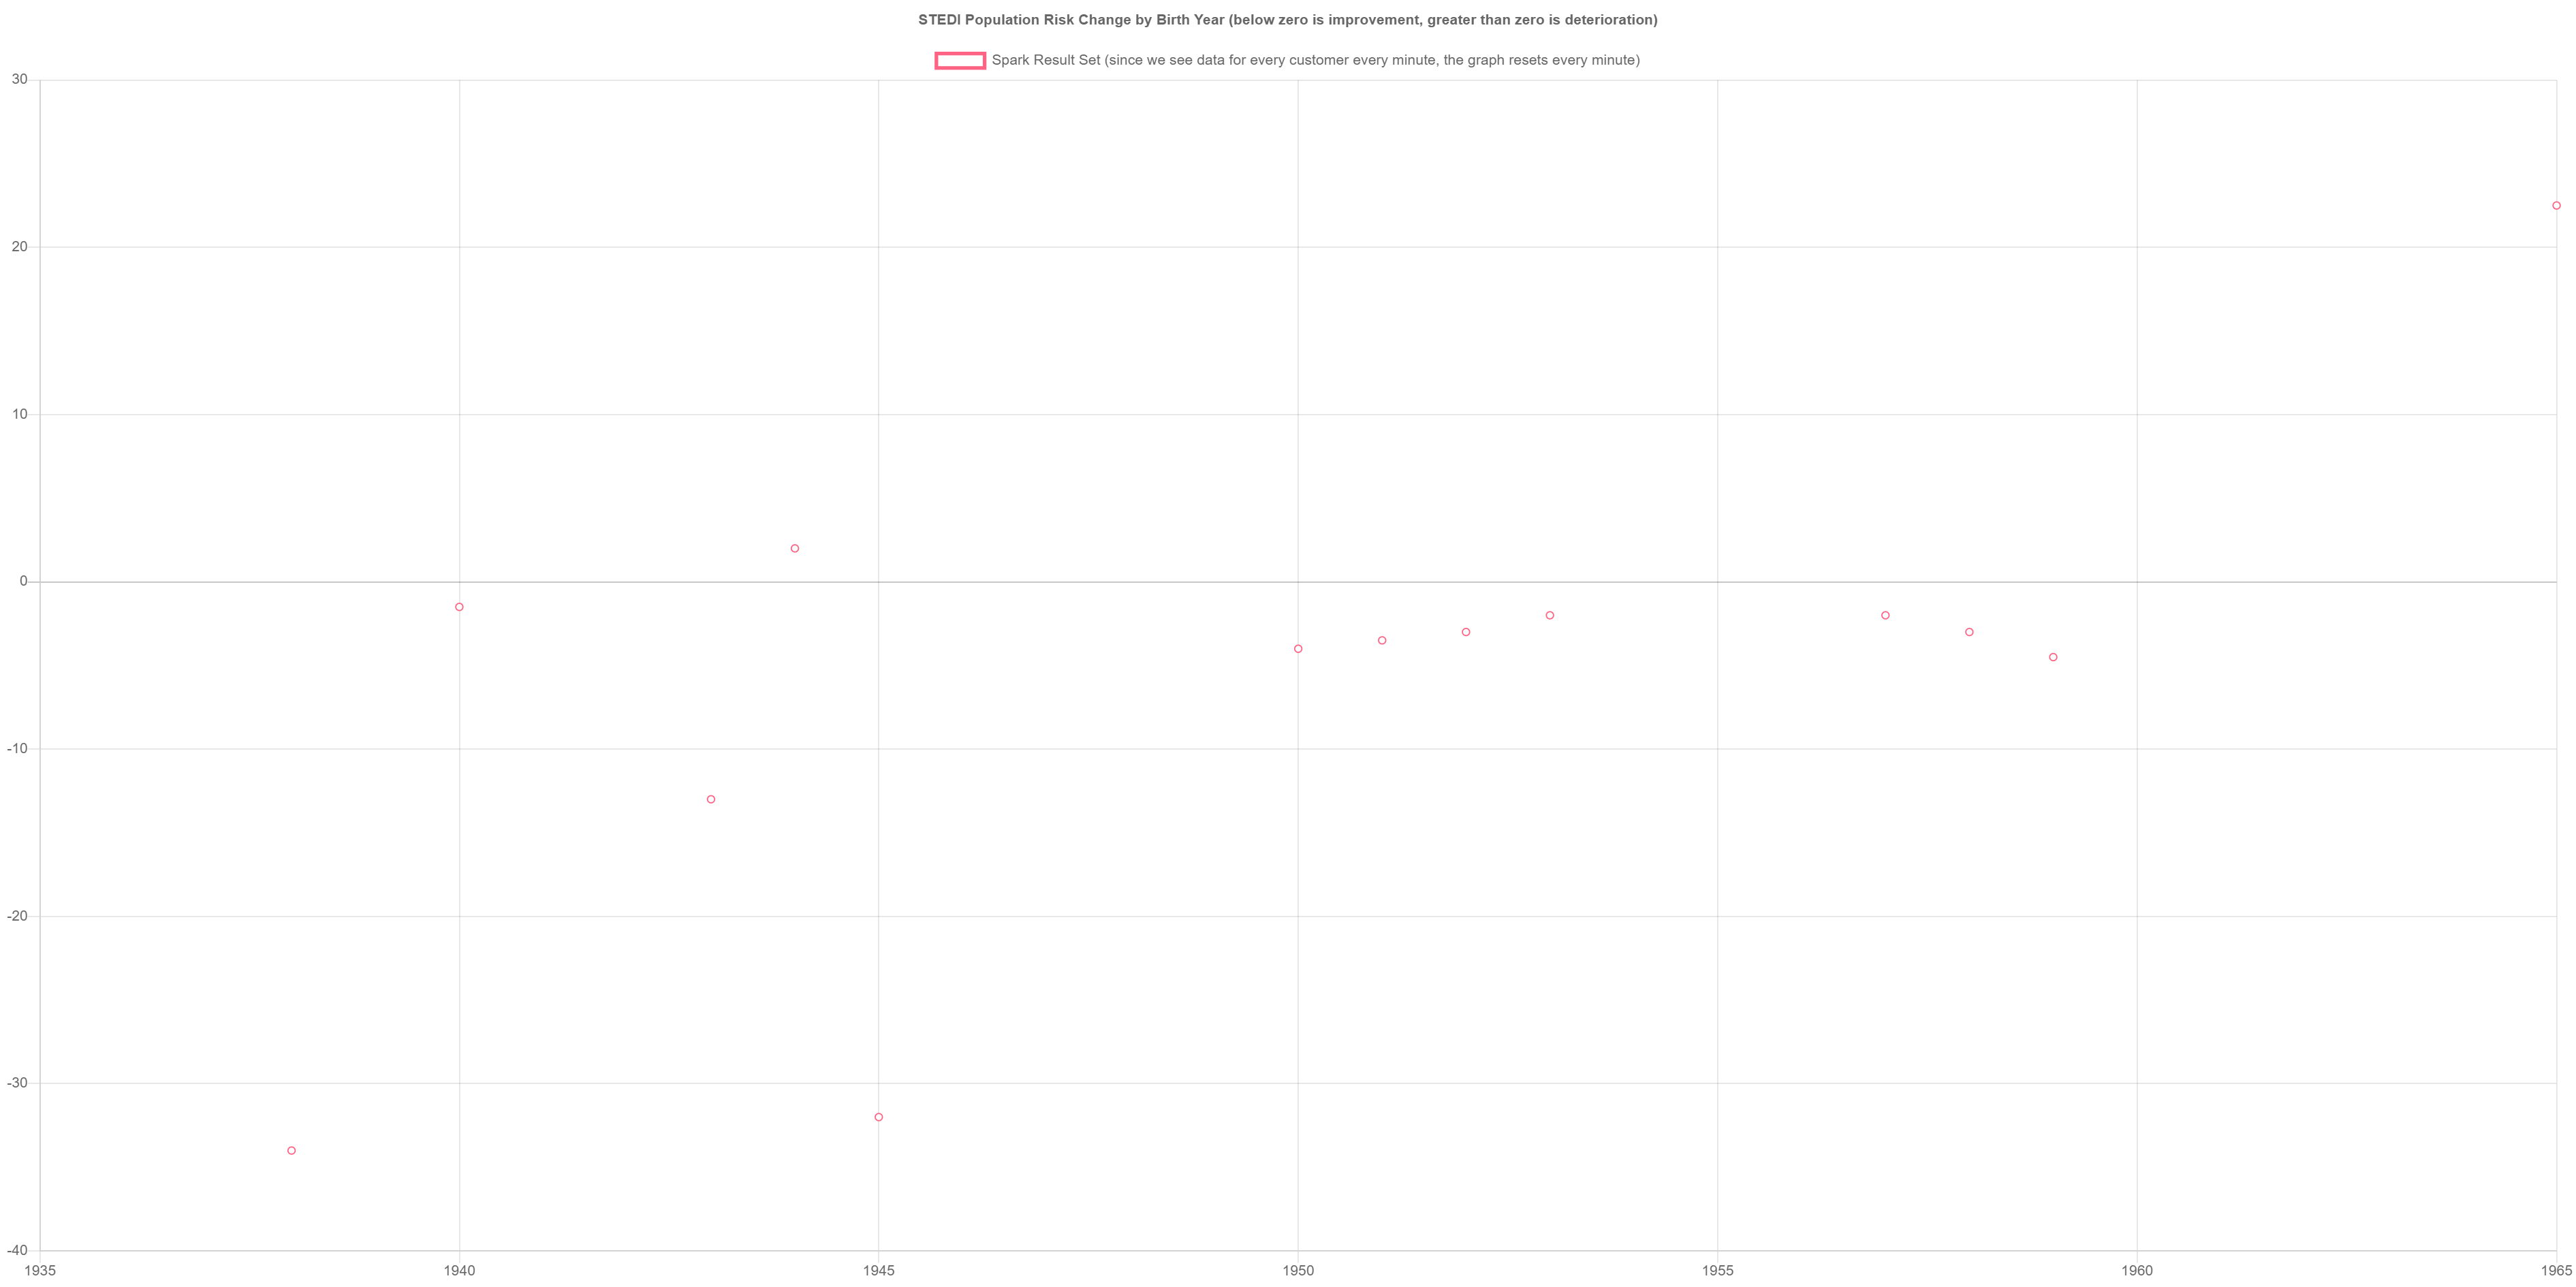 STEDI Population Risk Change by Birth Year (below zero is improvement, greater than zero is deterioration)
Spark Result Set (since we see data for every customer every minute, the graph resets every minute)
30
20
10
0
-10
-20
-30
-40
1935 1940 1945 1950 1955 1960 1965